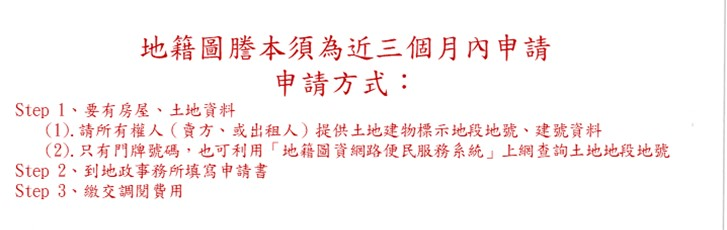 地籍圖謄本須為近三個月內申請
申請方式：
Step 1、要有房屋、土地資料
(1).請所有權人（賣方、或出租人）提供土地建物標示地段地號、建號資料
(2).只有門牌號碼，也可利用「地籍圖資網路便民服務系統」上網查詢土地地段地號
Step 2、到地政事務所填寫申請書
Step 3、繳交調閱費用